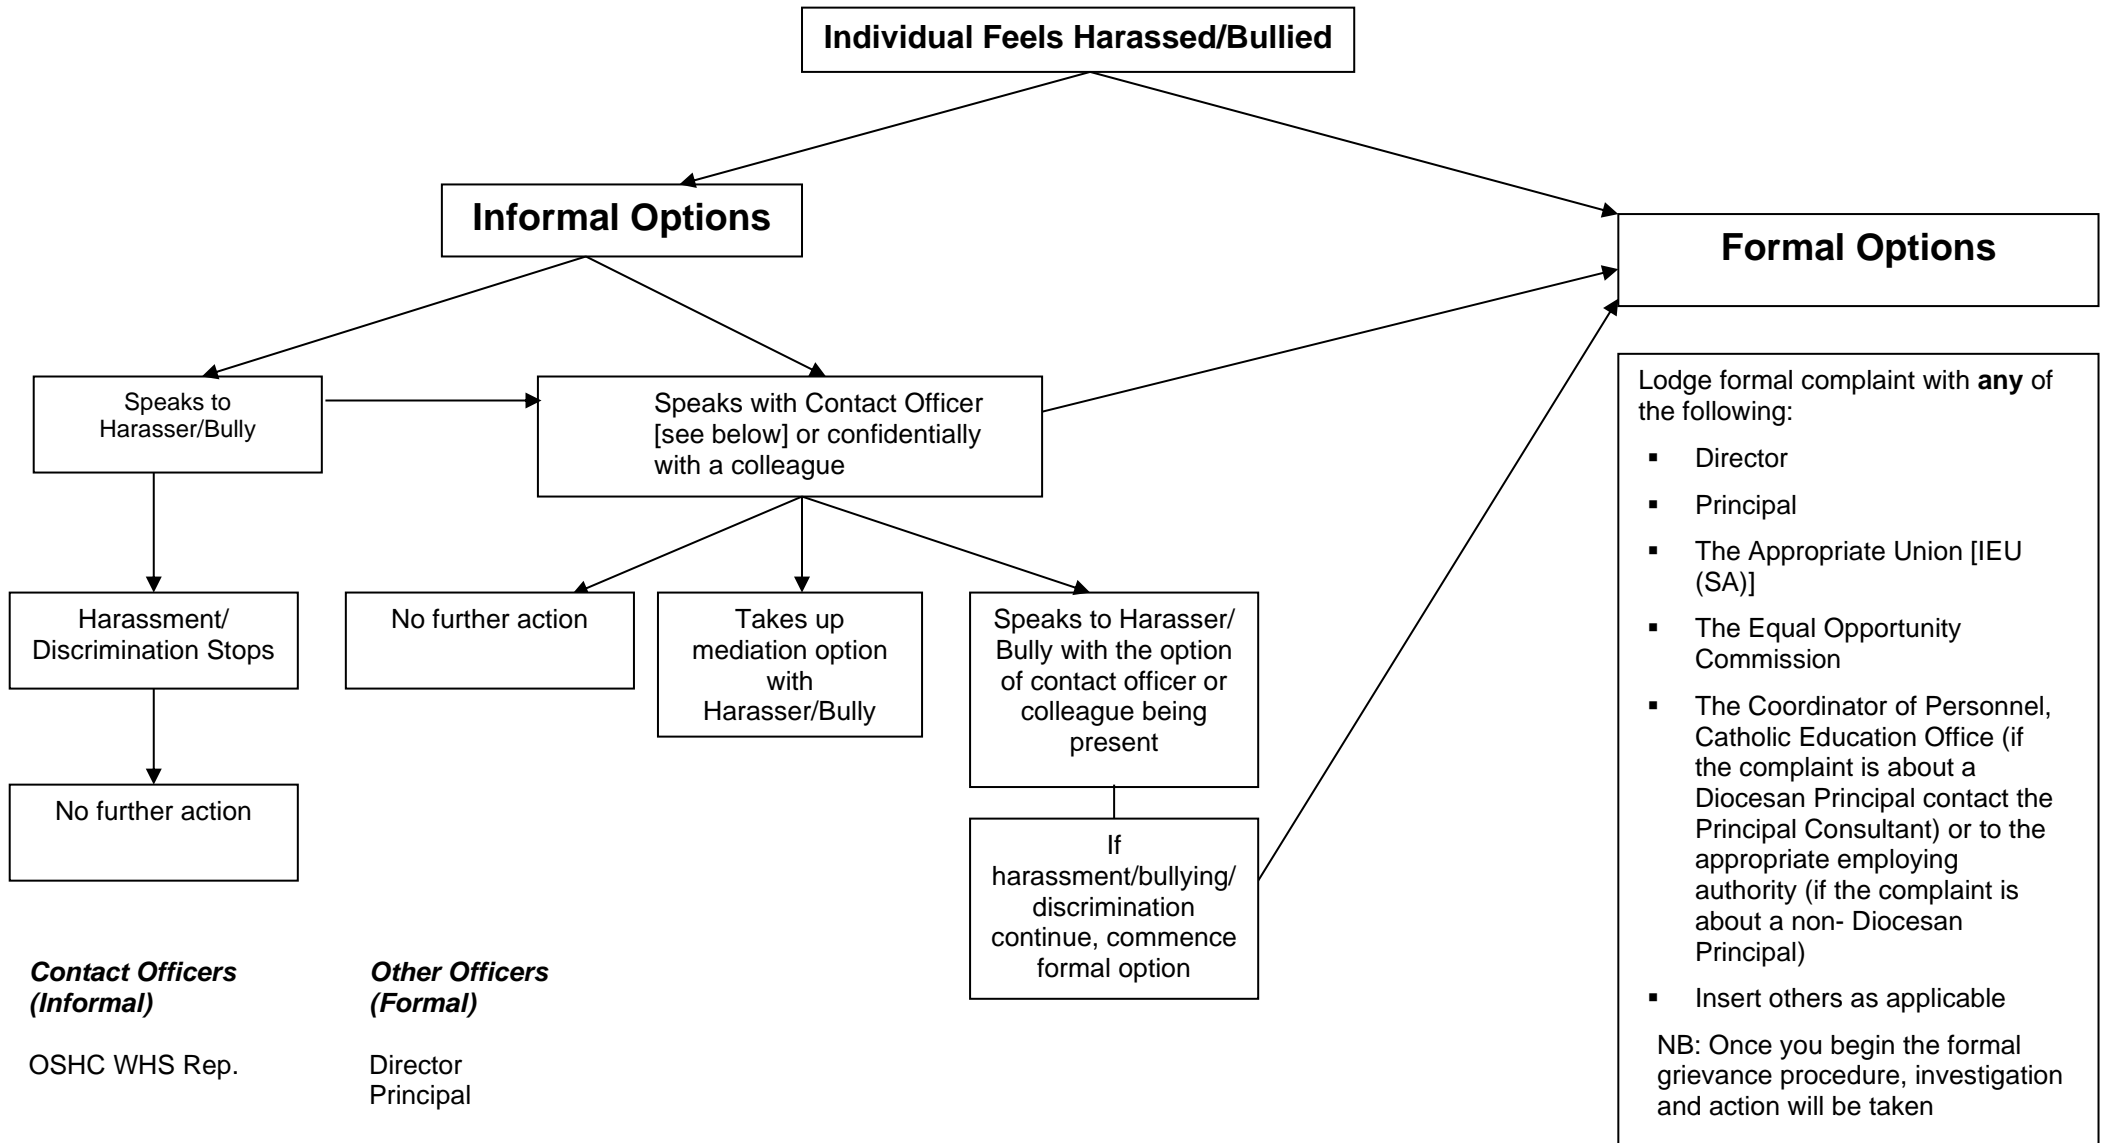 Individual Feels Harassed/Bullied
Informal Options
Formal Options
Speaks to
Harasser/Bully
Speaks with Contact Officer
[see below] or confidentially
with a colleague
Harassment/
Discrimination Stops
No further action
No further action
Takes up
mediation option
with
Harasser/Bully
Speaks to Harasser/
Bully with the option
of contact officer or
colleague being
present
If
harassment/bullying/
discrimination
continue, commence
formal option
Lodge formal complaint with any of
the following:
▪ Director
▪ Principal
▪ The Appropriate Union [IEU
(SA)]
▪ The Equal Opportunity
Commission
▪ The Coordinator of Personnel,
Catholic Education Office (if
the complaint is about a
Diocesan Principal contact the
Principal Consultant) or to the
appropriate employing
authority (if the complaint is
about a non- Diocesan
Principal)
▪ Insert others as applicable
NB: Once you begin the formal
grievance procedure, investigation
and action will be taken
Contact Officers
(Informal)
OSHC WHS Rep.
Other Officers
(Formal)
Director
Principal